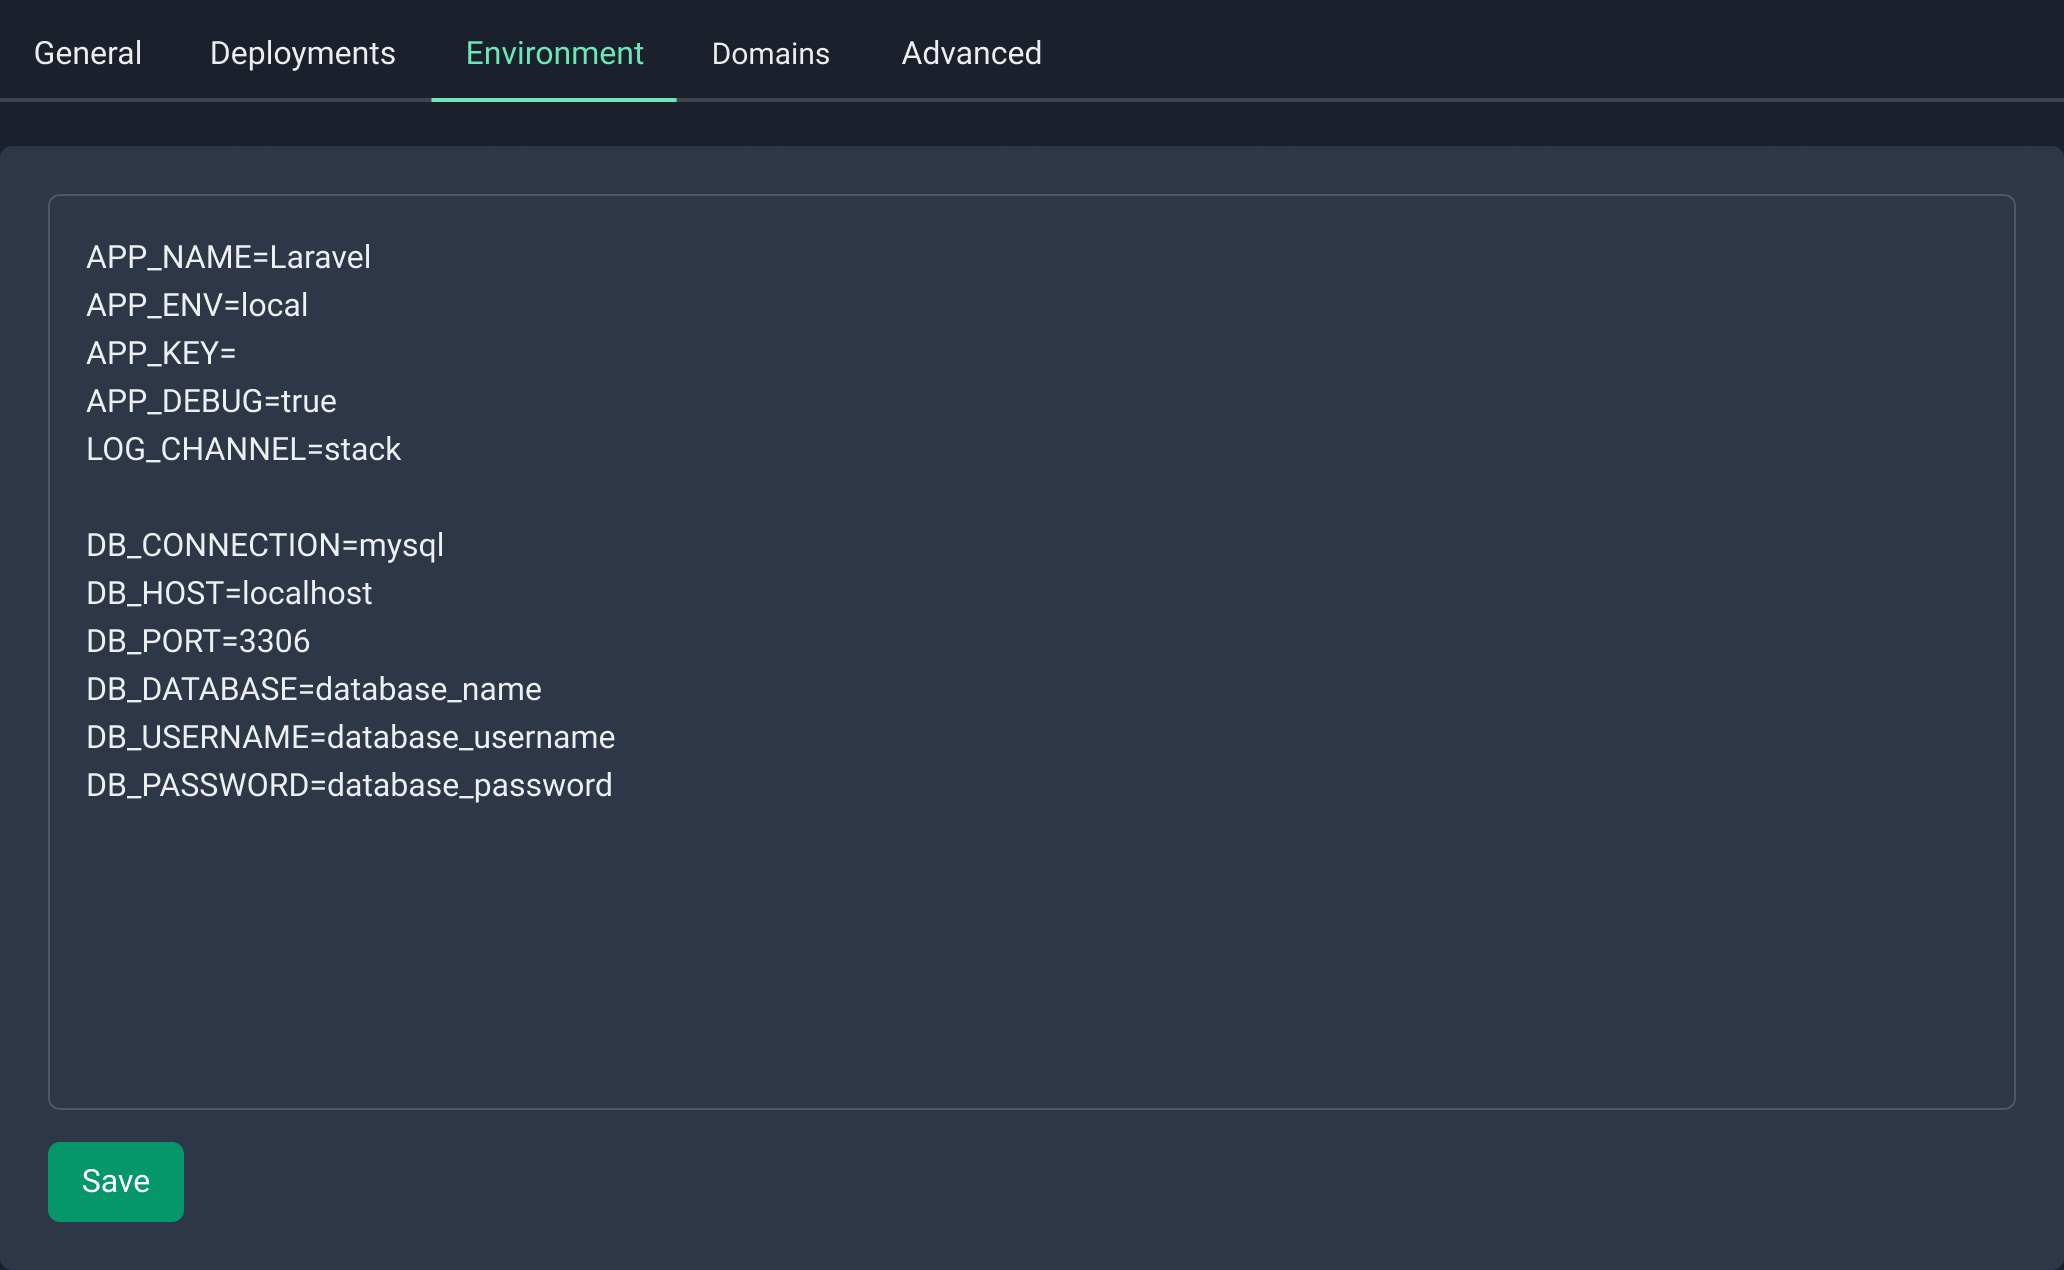 General Deployments Environment Domains Advanced
APP_NAME=Laravel
APP_ENV=local
APP_KEY=
APP_DEBUG=true
LOG_CHANNEL=stack
DB_CONNECTION=mysql
DB_HOST=localhost
DB_PORT=3306
DB_DATABASE=database_name
DB_USERNAME=database_username
DB_PASSWORD=database_password
Save